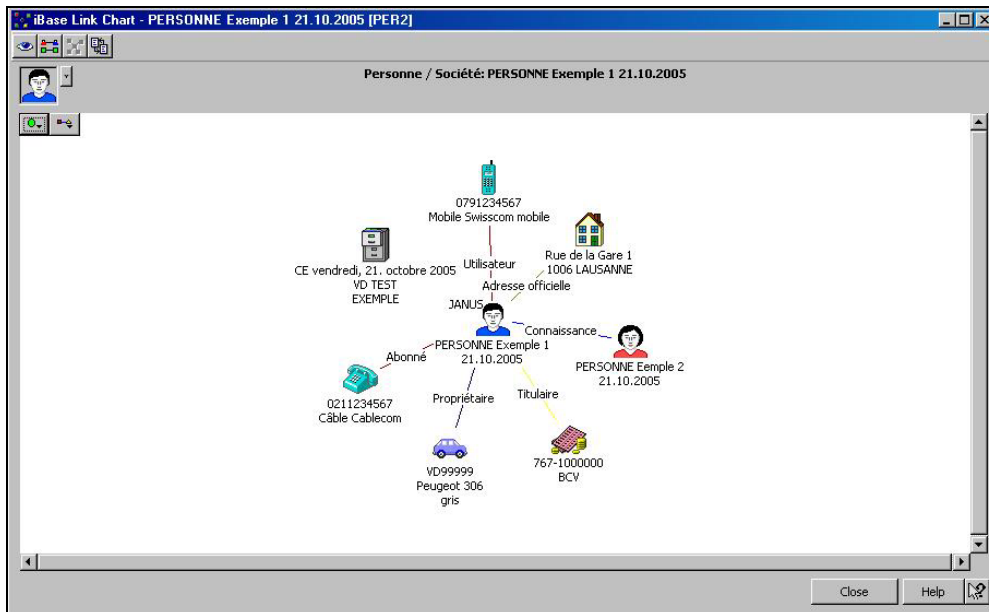 iBase Link Chart - PERSONNE Exemple 1 21.10.2005 [PER2]
Personne / Société: PERSONNE Exemple 1 21.10.2005
0791234567
Mobile Swisscom mobile
CE vendredi, 21. octobre 2005
VD TEST
EXEMPLE
Rue de la Gare 1
1006 LAUSANNE
Utilisateur
Adresse officielle
JANUS
Connaissance
PERSONNE Exemple 1
21.10.2005
PERSONNE Eemple 2
21.10.2005
Abonné
0211234567
Câble Cablecom
Propriétaire
Titulaire
VD99999
Peugeot 306
gris
767-1000000
BCV
Close
Help